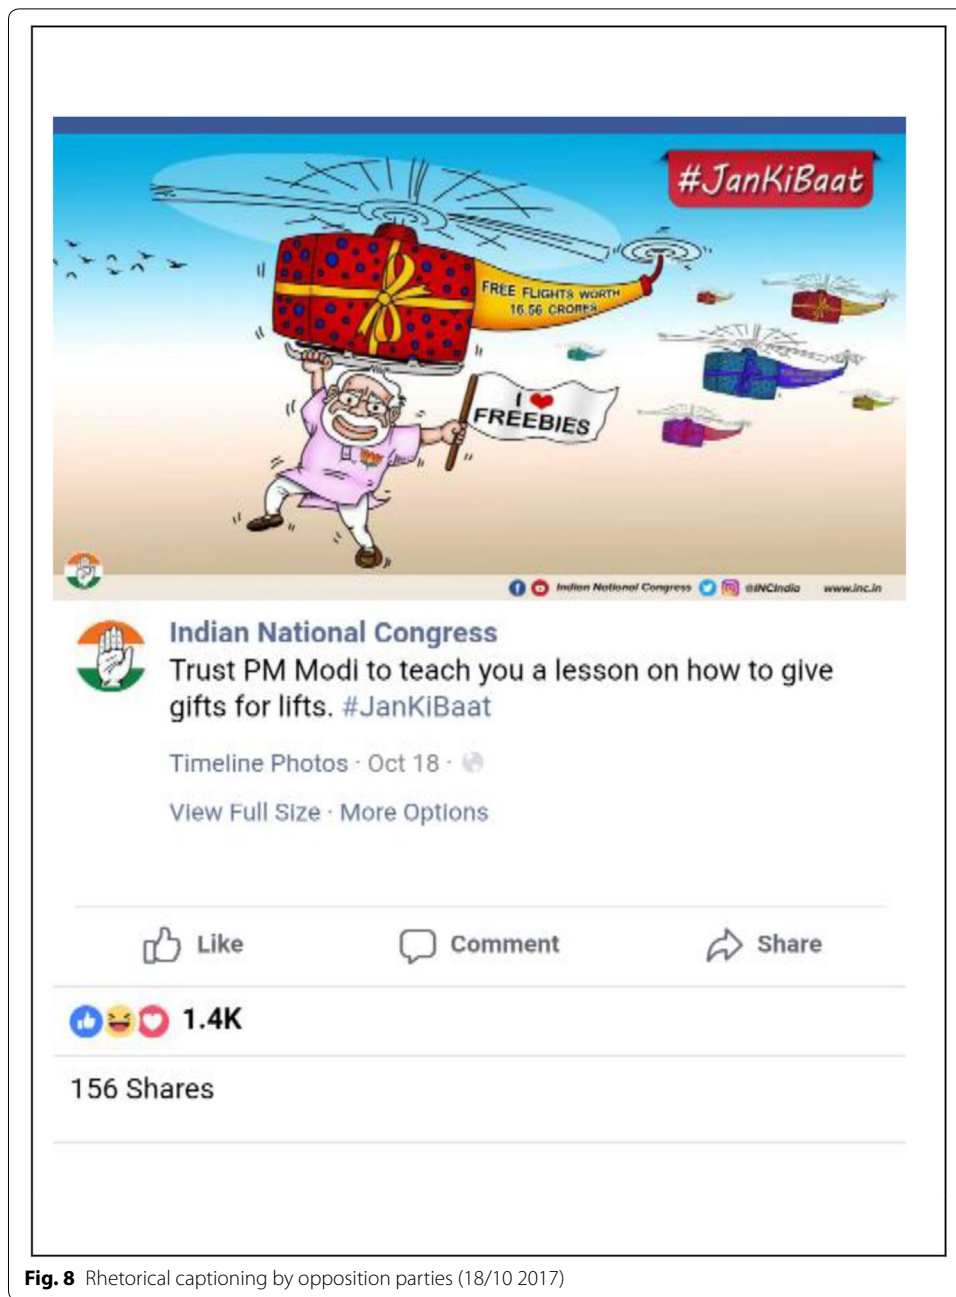 #JanKiBaat
FREE FLIGHTS WORTH
16.56 CRORES
I
FREEBIES
Indian National Congress
@INCIndia
www.inc.in
Indian National Congress
Trust PM Modi to teach you a lesson on how to give
gifts for lifts. #JanKiBaat
Timeline Photos · Oct 18 ·
View Full Size · More Options
Like
Comment
Share
1.4K
156 Shares
Fig. 8 Rhetorical captioning by opposition parties (18/10 2017)